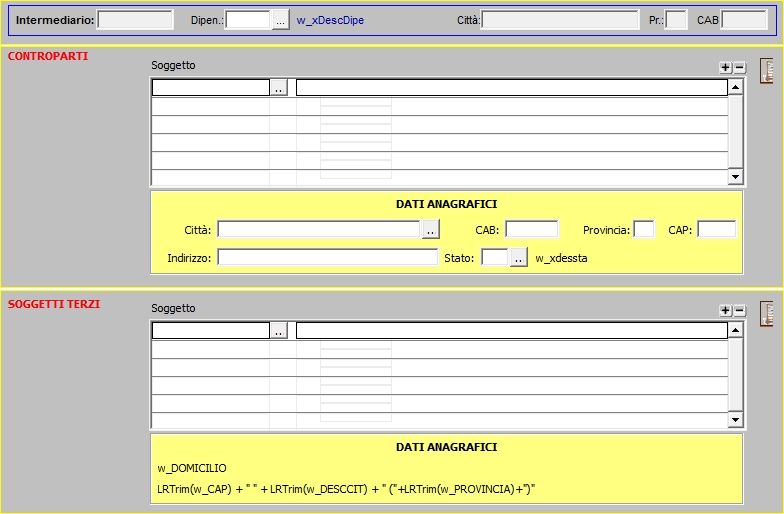 Intermediario: Dipen.: ... w_xDescDipe Città: Pr.: CAB
CONTROPARTI
Soggetto
+ −
..
DATI ANAGRAFICI
Città: .. CAB: Provincia: CAP:
Indirizzo: Stato: .. w_xdessta
SOGGETTI TERZI
Soggetto
+ −
..
DATI ANAGRAFICI
w_DOMICILIO
LRTrim(w_CAP) + " " + LRTrim(w_DESCCIT) + " ("+LRTrim(w_PROVINCIA)+")"